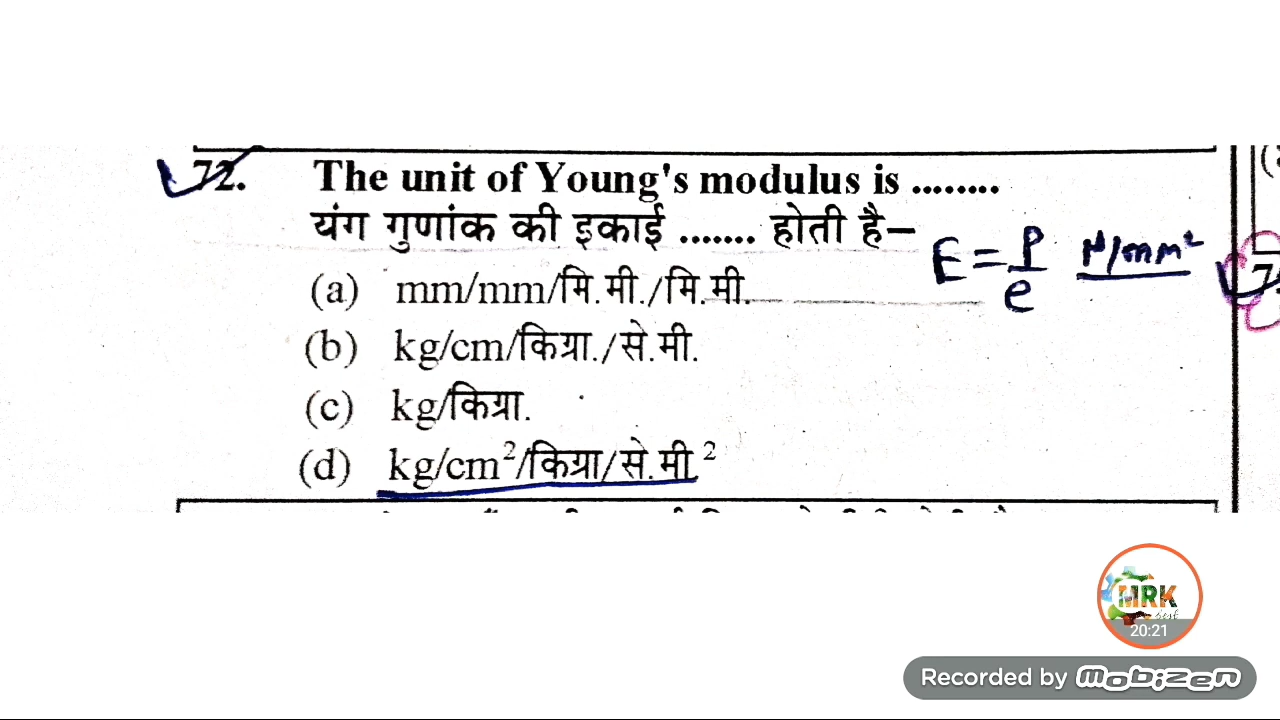 72. The unit of Young's modulus is ........
यंग गुणांक की इकाई ....... होती है–
E = P/e N/mm²
(a) mm/mm/मि.मी./मि.मी.
(b) kg/cm/किग्रा./से.मी.
(c) kg/किग्रा.
(d) kg/cm²/किग्रा/से.मी.²
MRK
20:21
Recorded by Mobizen